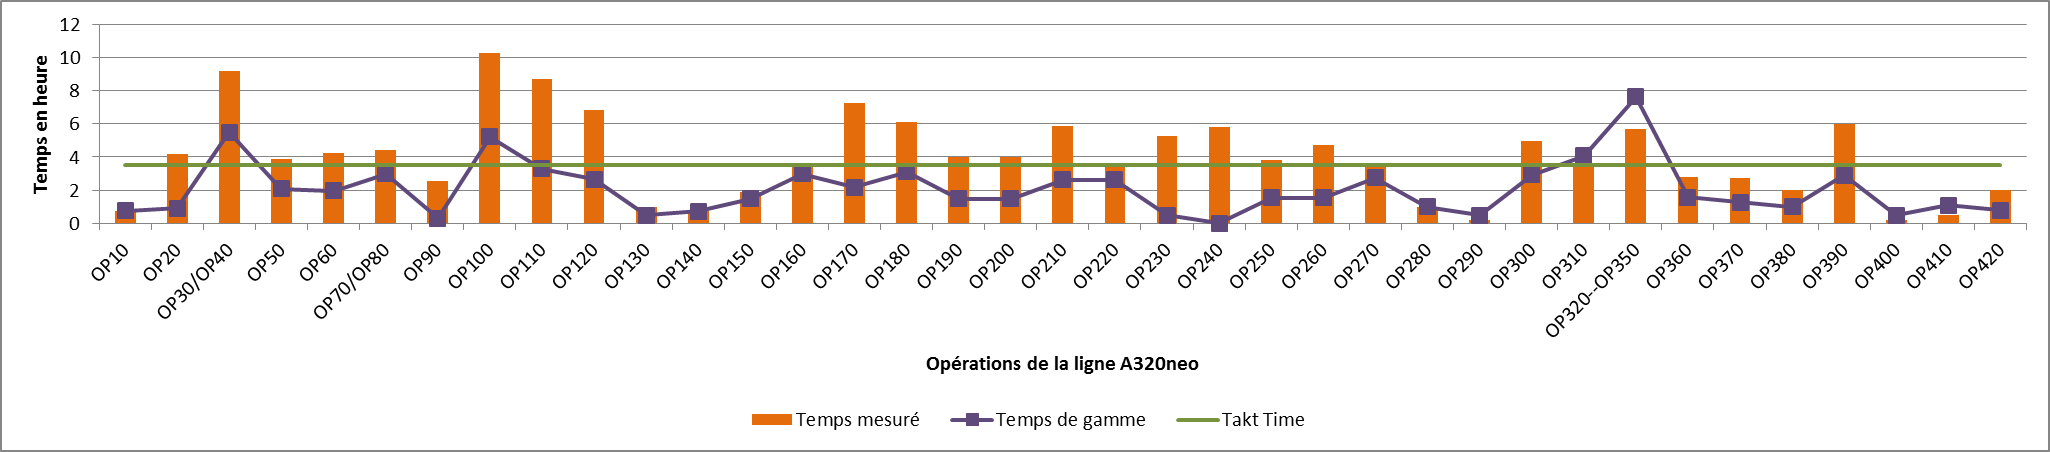 Temps en heure
12
10
8
6
4
2
0
OP10
OP20
OP30/OP40
OP50
OP60
OP70/OP80
OP90
OP100
OP110
OP120
OP130
OP140
OP150
OP160
OP170
OP180
OP190
OP200
OP210
OP220
OP230
OP240
OP250
OP260
OP270
OP280
OP290
OP300
OP310
OP320--OP350
OP360
OP370
OP380
OP390
OP400
OP410
OP420
Opérations de la ligne A320neo
Temps mesuré
Temps de gamme
Takt Time